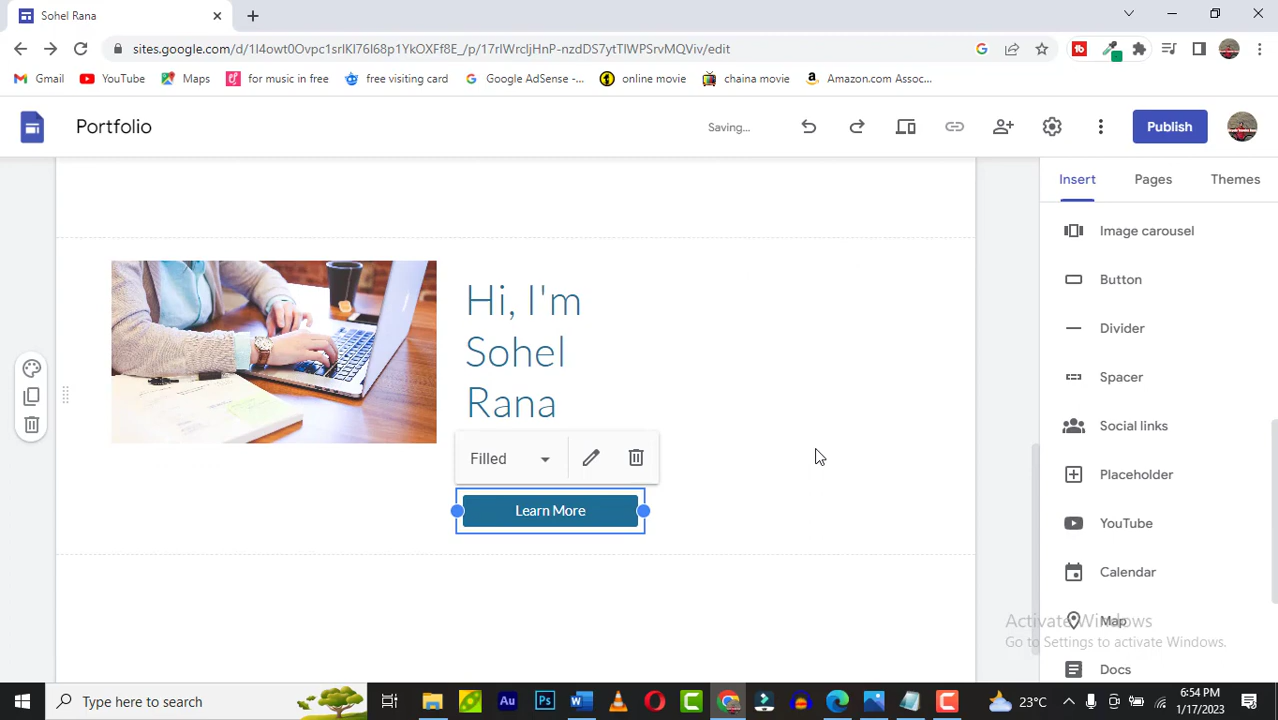 Sohel Rana
sites.google.com/d/1I4owt0Ovpc1srlKI76I68p1YkOXFf8E_/p/17rIWrcljHnP-nzdDS7ytTlWPSrvMQViv/edit
Gmail
YouTube
Maps
for music in free
free visiting card
Google AdSense -...
online movie
chaina movie
Amazon.com Assoc...
Portfolio
Saving...
Publish
Insert
Pages
Themes
Image carousel
Button
Divider
Spacer
Social links
Placeholder
YouTube
Calendar
Map
Docs
Hi, I'm
Sohel
Rana
Filled
Learn More
Activate Windows
Go to Settings to activate Windows.
Type here to search
23°C
6:54 PM
1/17/2023